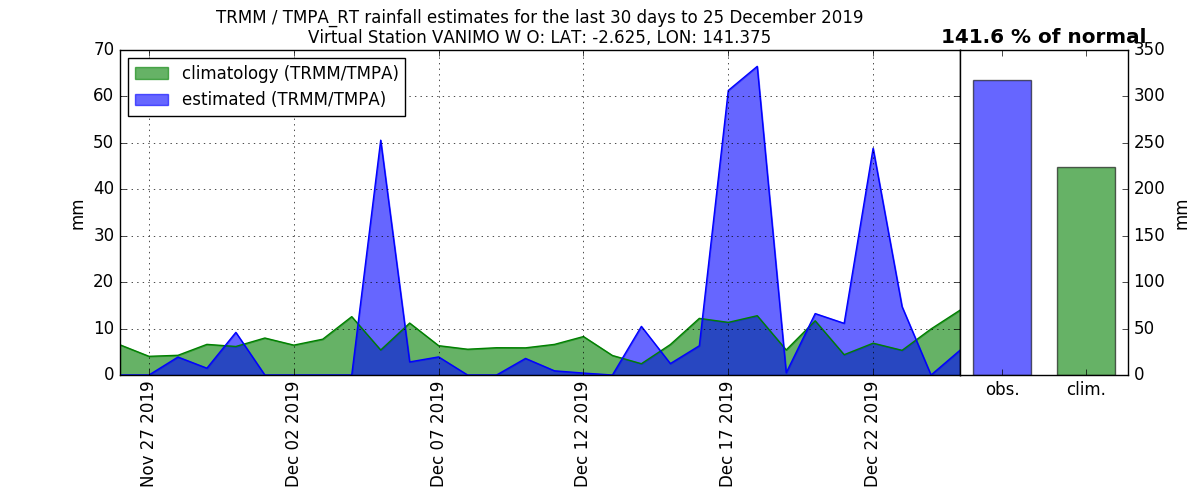 TRMM / TMPA_RT rainfall estimates for the last 30 days to 25 December 2019
Virtual Station VANIMO W O: LAT: -2.625, LON: 141.375
141.6 % of normal
climatology (TRMM/TMPA)
estimated (TRMM/TMPA)
70
60
50
40
30
20
10
0
mm
Nov 27 2019
Dec 02 2019
Dec 07 2019
Dec 12 2019
Dec 17 2019
Dec 22 2019
obs.
clim.
350
300
250
200
150
100
50
0
mm